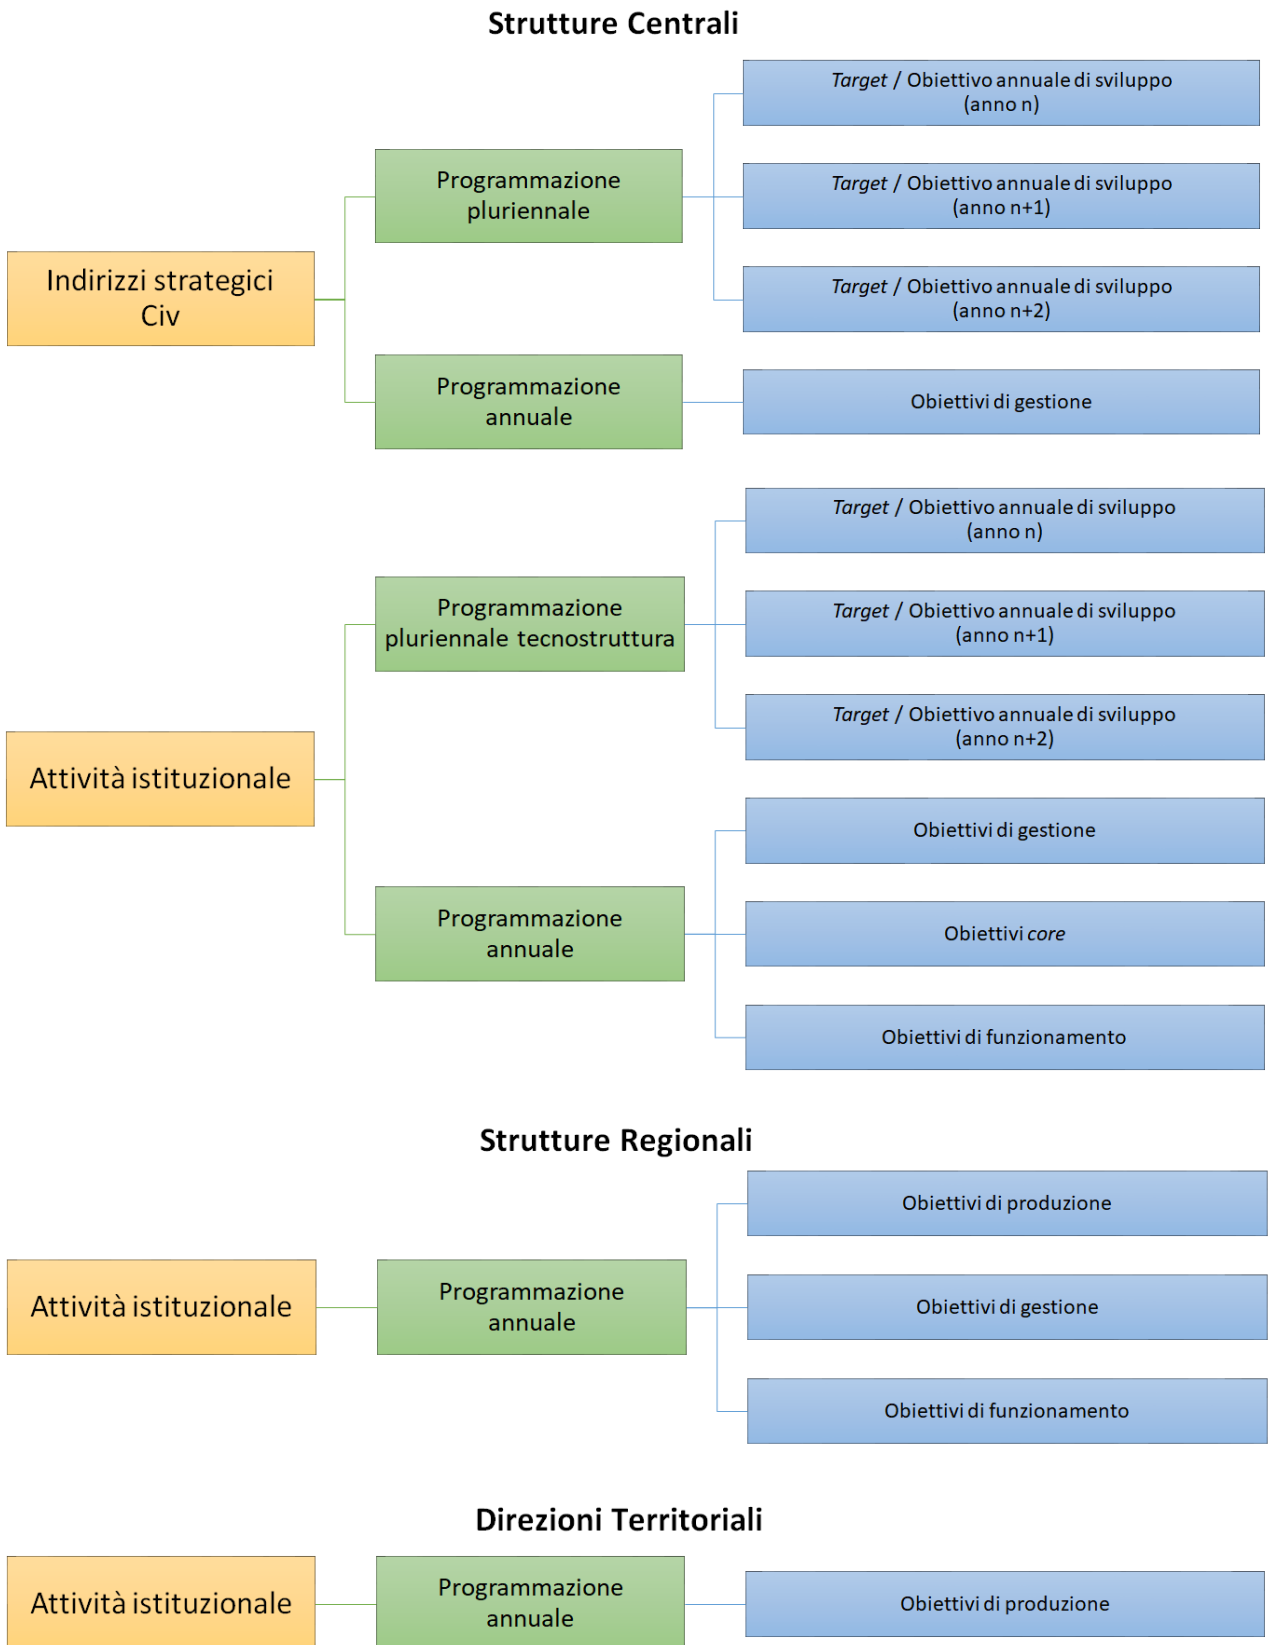 Strutture Centrali
Indirizzi strategici
Civ
Programmazione
pluriennale
Target / Obiettivo annuale di sviluppo
(anno n)
Target / Obiettivo annuale di sviluppo
(anno n+1)
Target / Obiettivo annuale di sviluppo
(anno n+2)
Programmazione
annuale
Obiettivi di gestione
Attività istituzionale
Programmazione
pluriennale tecnostruttura
Target / Obiettivo annuale di sviluppo
(anno n)
Target / Obiettivo annuale di sviluppo
(anno n+1)
Target / Obiettivo annuale di sviluppo
(anno n+2)
Programmazione
annuale
Obiettivi di gestione
Obiettivi core
Obiettivi di funzionamento
Strutture Regionali
Attività istituzionale
Programmazione
annuale
Obiettivi di produzione
Obiettivi di gestione
Obiettivi di funzionamento
Direzioni Territoriali
Attività istituzionale
Programmazione
annuale
Obiettivi di produzione